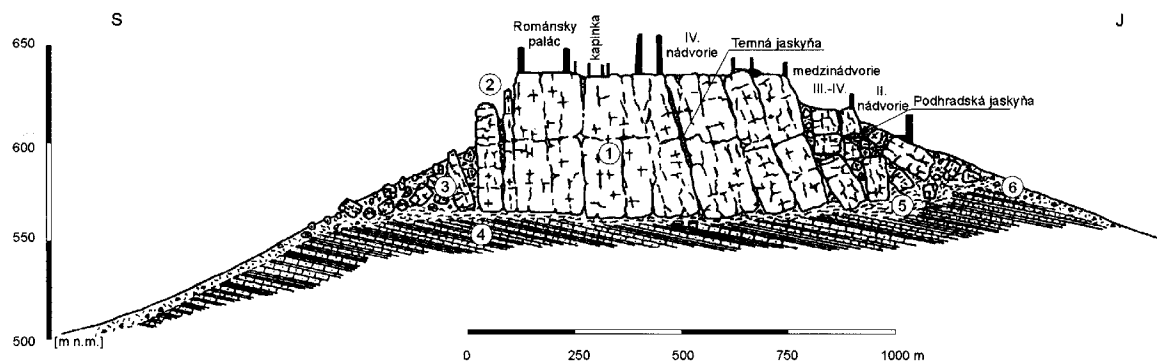 S
J
650
600
550
500
[m n.m.]
Románsky
palác
kaplnka
IV.
nádvorie
Temná jaskyňa
medzinádvorie
III.-IV.
II.
nádvorie
Podhradská jaskyňa
2
1
3
4
5
6
0 250 500 750 1000 m